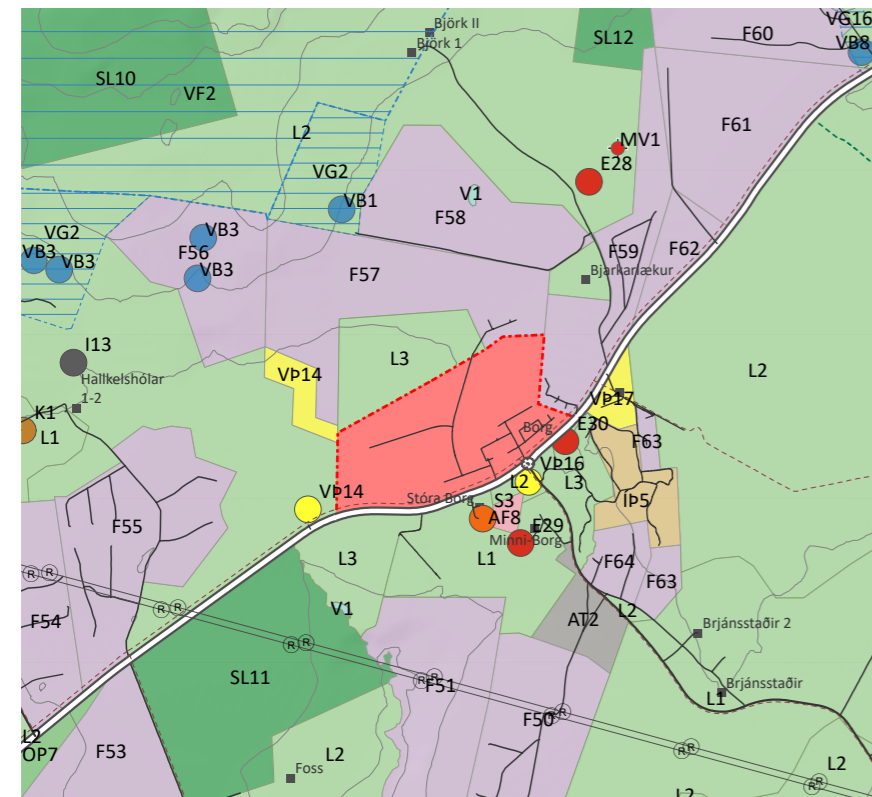 Björk II
Björk 1
VG16
F60
SL12
VB8
SL10
VF2
L2
F61
MV1
E28
VG2
VB1
V1
F58
VG2
VB3
F56
VB3
VB3
VB3
F59
F62
Bjarkarlækur
F57
I13
Hallkelshólar
1-2
L3
VÞ14
L2
K1
L1
VÞ17
Borg
E30
F63
VÞ16
L2
L3
ÍÞ5
VÞ14
Stóra Borg
S3
AF8
E29
Minni-Borg
F55
L3
L1
F64
F63
R
R
R
R
F54
V1
AT2
L2
Brjánsstaðir 2
R
R
SL11
R
R
F51
Brjánsstaðir
L1
F50
R
R
L2
OP7
F53
L2
Foss
R
R
L2
R
R
L2